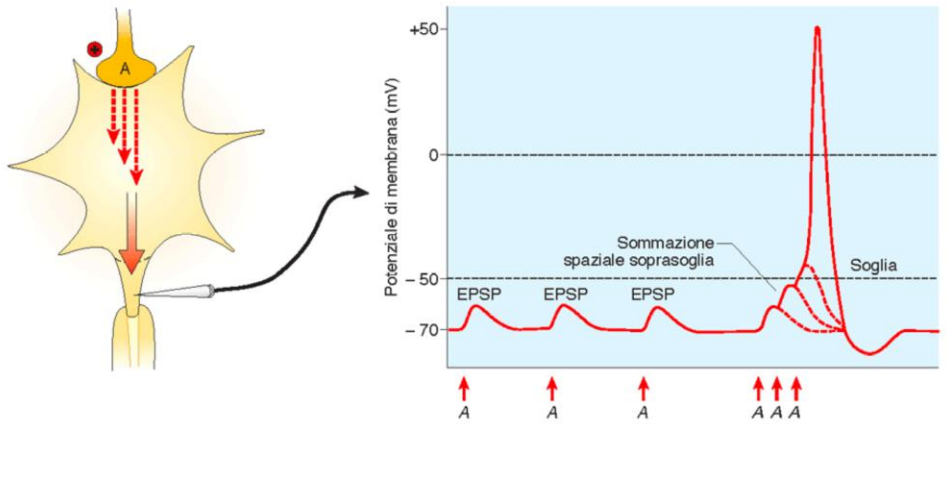 A
Potenziale di membrana (mV)
+50
0
– 50
– 70
EPSP
EPSP
EPSP
Sommazione
spaziale soprasoglia
Soglia
A
A
A
A A A